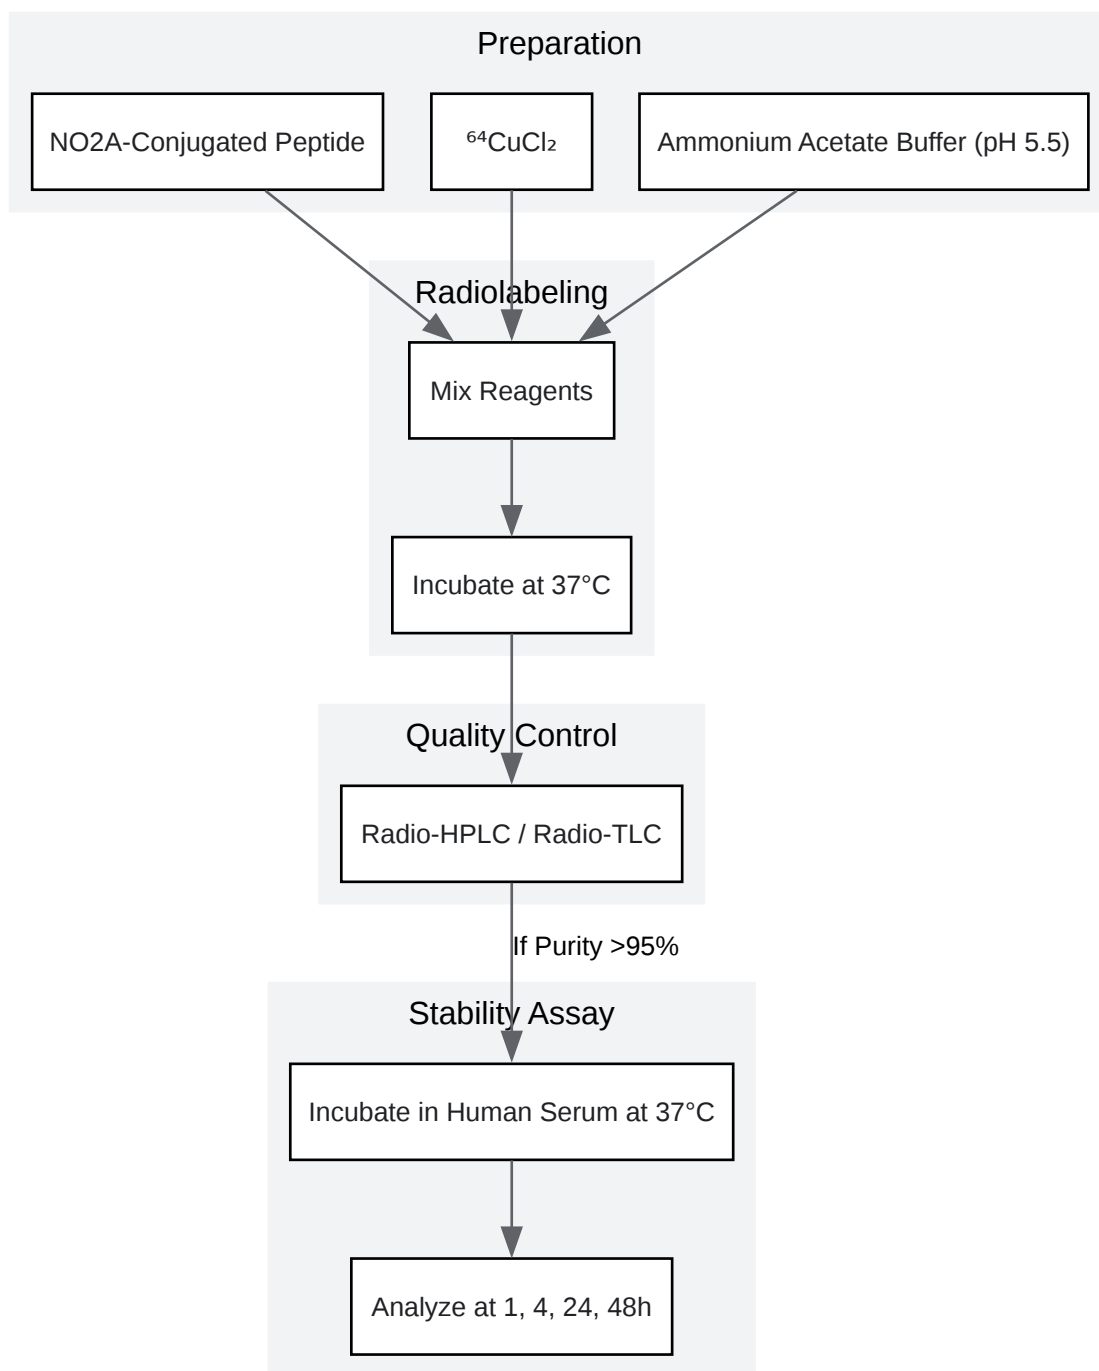 Preparation
NO2A-Conjugated Peptide
⁶⁴CuCl₂
Ammonium Acetate Buffer (pH 5.5)
Radiolabeling
Mix Reagents
Incubate at 37°C
Quality Control
Radio-HPLC / Radio-TLC
If Purity >95%
Stability Assay
Incubate in Human Serum at 37°C
Analyze at 1, 4, 24, 48h